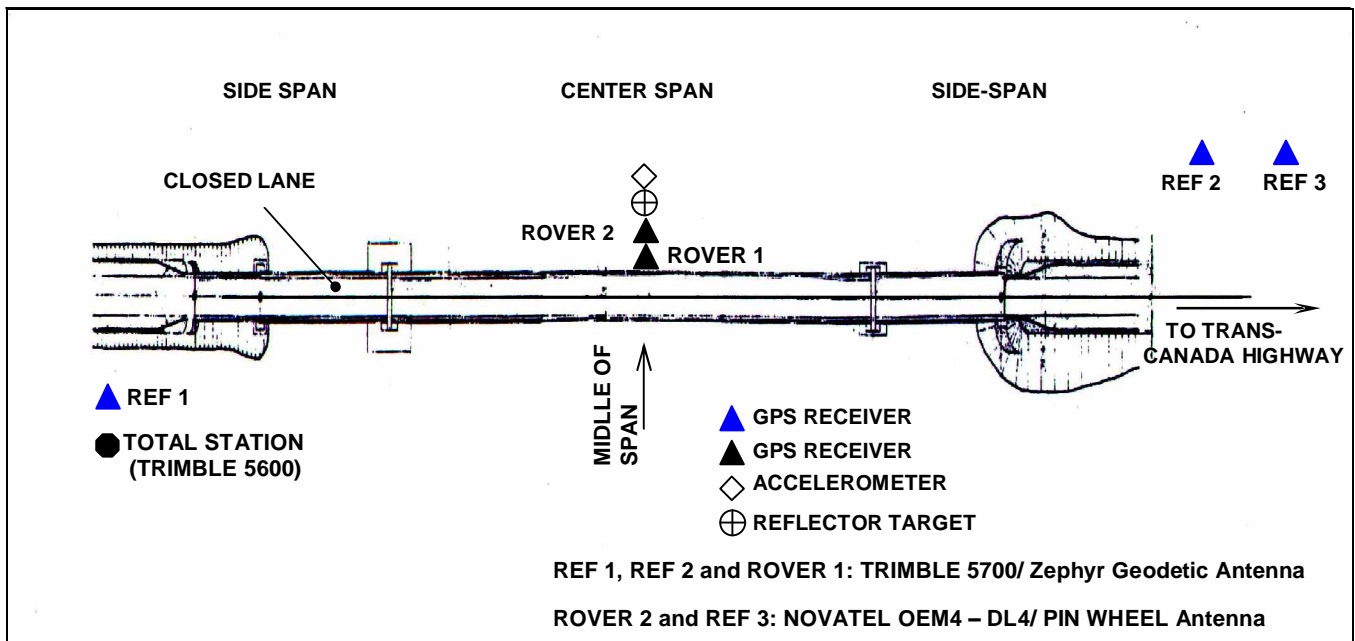 SIDE SPAN
CENTER SPAN
SIDE-SPAN
CLOSED LANE
REF 2
REF 3
ROVER 2
ROVER 1
TO TRANS-
CANADA HIGHWAY
REF 1
TOTAL STATION
(TRIMBLE 5600)
MIDLLE OF
SPAN
GPS RECEIVER
GPS RECEIVER
ACCELEROMETER
REFLECTOR TARGET
REF 1, REF 2 and ROVER 1: TRIMBLE 5700/ Zephyr Geodetic Antenna
ROVER 2 and REF 3: NOVATEL OEM4 – DL4/ PIN WHEEL Antenna